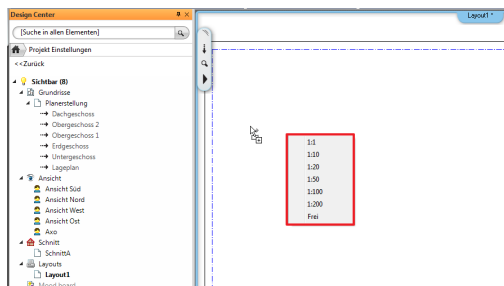 Design Center
Layout1 *
[Suche in allen Elementen]
Projekt Einstellungen
<<Zurück
Sichtbar (8)
Grundrisse
Planerstellung
Dachgeschoss
Obergeschoss 2
Obergeschoss 1
Erdgeschoss
Untergeschoss
Lageplan
Ansicht
Ansicht Süd
Ansicht Nord
Ansicht West
Ansicht Ost
Axo
Schnitt
SchnittA
Layouts
Layout1
Mood board
1:1
1:10
1:20
1:50
1:100
1:200
Frei